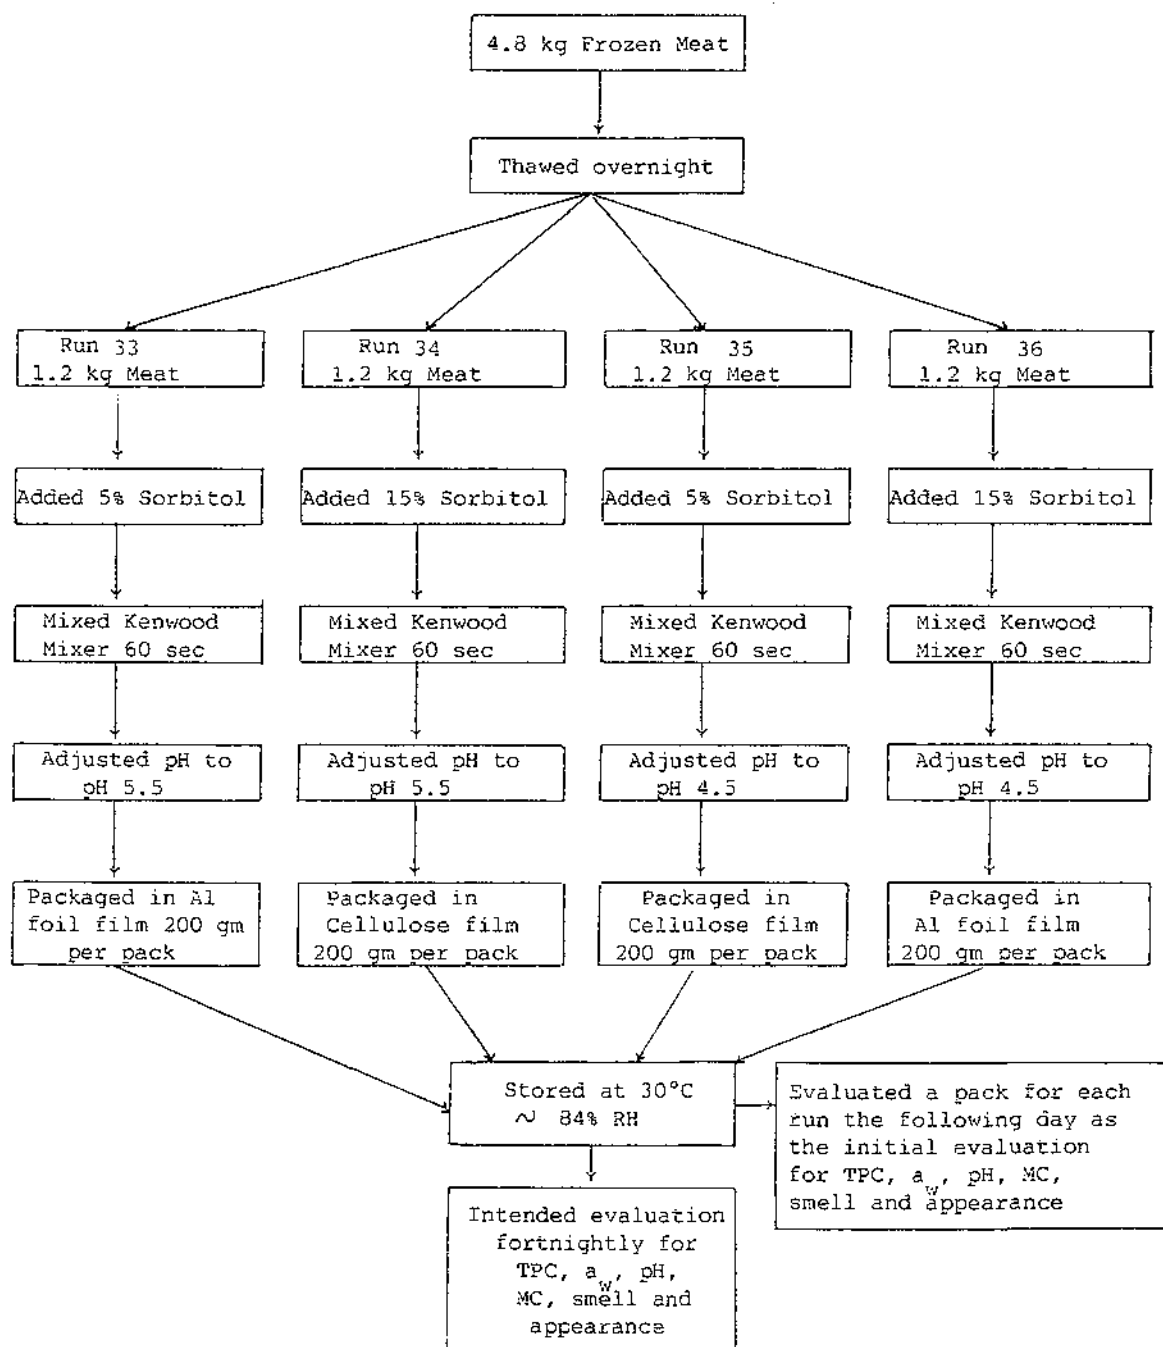 4.8 kg Frozen Meat
Thawed overnight
Run 33
1.2 kg Meat
Run 34
1.2 kg Meat
Run 35
1.2 kg Meat
Run 36
1.2 kg Meat
Added 5% Sorbitol
Added 15% Sorbitol
Added 5% Sorbitol
Added 15% Sorbitol
Mixed Kenwood
Mixer 60 sec
Mixed Kenwood
Mixer 60 sec
Mixed Kenwood
Mixer 60 sec
Mixed Kenwood
Mixer 60 sec
Adjusted pH to
pH 5.5
Adjusted pH to
pH 5.5
Adjusted pH to
pH 4.5
Adjusted pH to
pH 4.5
Packaged in Al
foil film 200 gm
per pack
Packaged in
Cellulose film
200 gm per pack
Packaged in
Cellulose film
200 gm per pack
Packaged in
Al foil film
200 gm per pack
Stored at 30°C
~ 84% RH
Evaluated a pack for each
run the following day as
the initial evaluation
for TPC, a_w, pH, MC,
smell and appearance
Intended evaluation
fortnightly for
TPC, a_w, pH,
MC, smell and
appearance